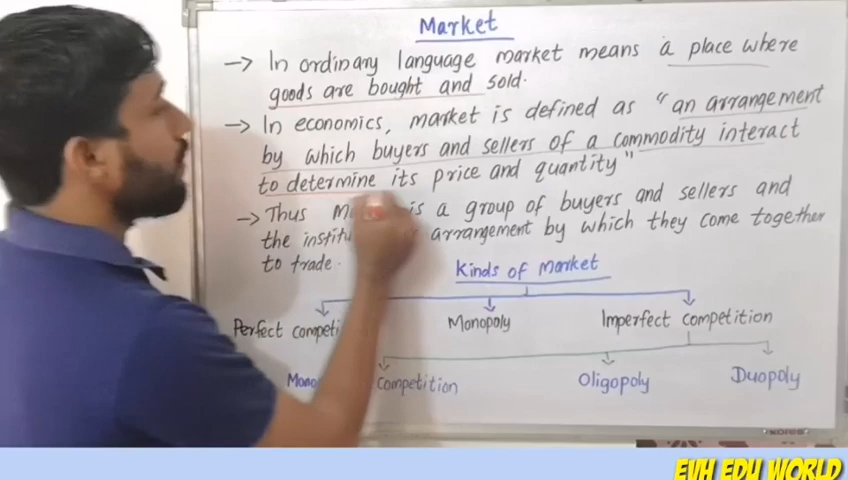 Market
→ In ordinary language market means a place where
goods are bought and sold.
→ In economics, market is defined as "an arrangement
by which buyers and sellers of a commodity interact
to determine its price and quantity"
→ Thus is a group of buyers and sellers and
the arrangement by which they come together
to trade.
Kinds of Market
Perfect Monopoly Imperfect competition
competition Oligopoly Duopoly
KORES
EVH EDU WORLD